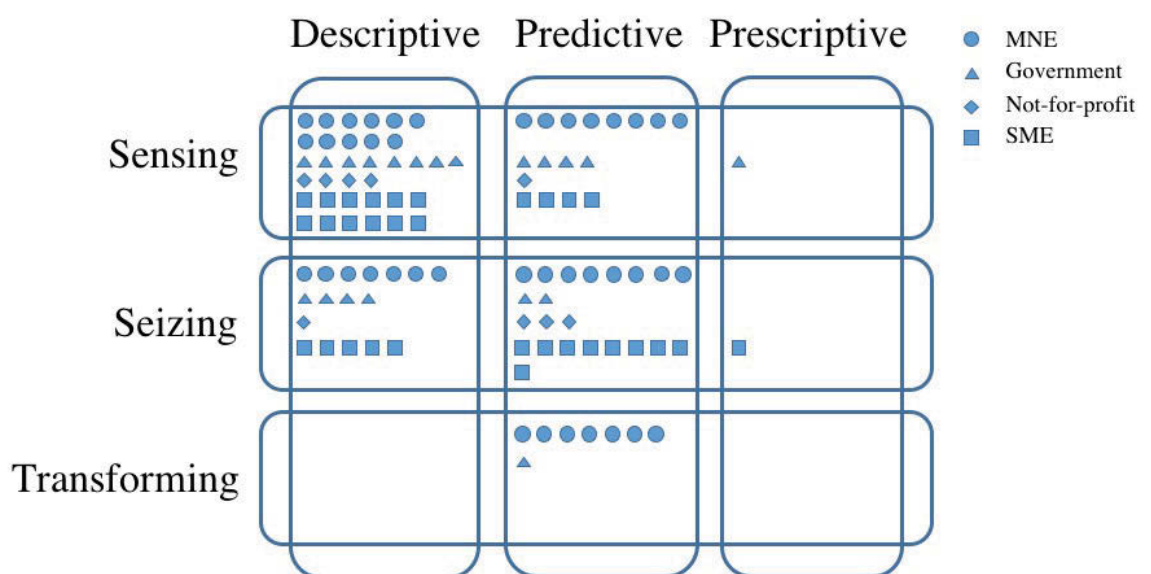 Descriptive Predictive Prescriptive
MNE
Government
Not-for-profit
SME
Sensing
Seizing
Transforming